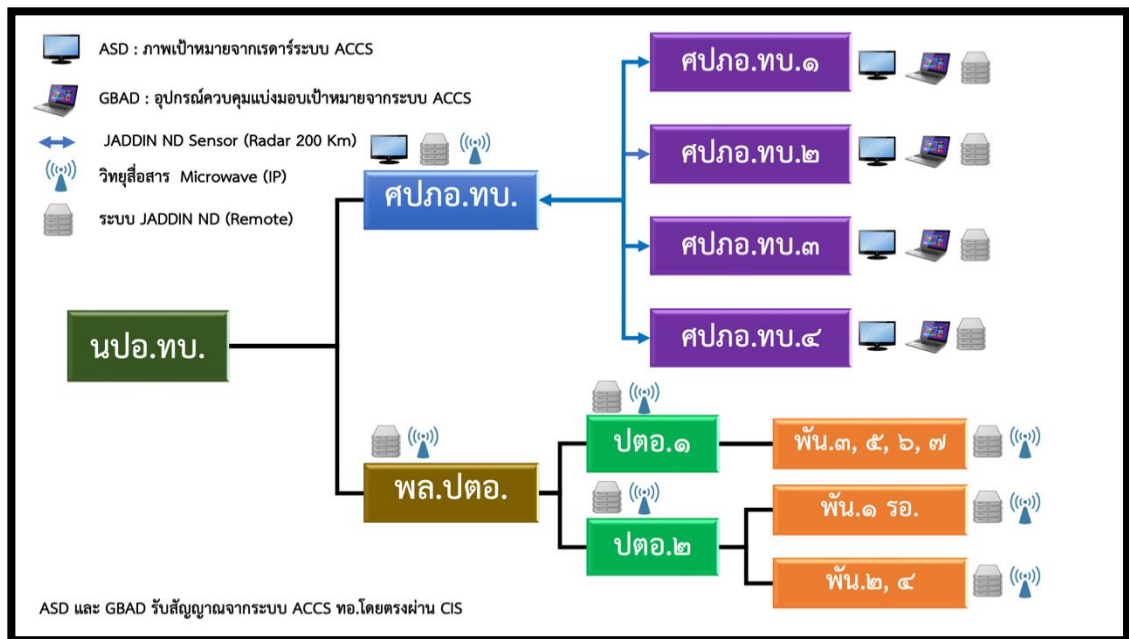 ASD : ภาพเป้าหมายจากเรดาร์ระบบ ACCS
GBAD : อุปกรณ์ควบคุมแบ่งมอบเป้าหมายจากระบบ ACCS
JADDIN ND Sensor (Radar 200 Km)
วิทยุสื่อสาร Microwave (IP)
ระบบ JADDIN ND (Remote)
ศปภอ.ทบ.๑
ศปภอ.ทบ.๒
ศปภอ.ทบ.
ศปภอ.ทบ.๓
ศปภอ.ทบ.๔
นปอ.ทบ.
ปตอ.๑
พัน.๓, ๕, ๖, ๗
พล.ปตอ.
พัน.๑ รอ.
ปตอ.๒
พัน.๒, ๔
ASD และ GBAD รับสัญญาณจากระบบ ACCS ทอ.โดยตรงผ่าน CIS